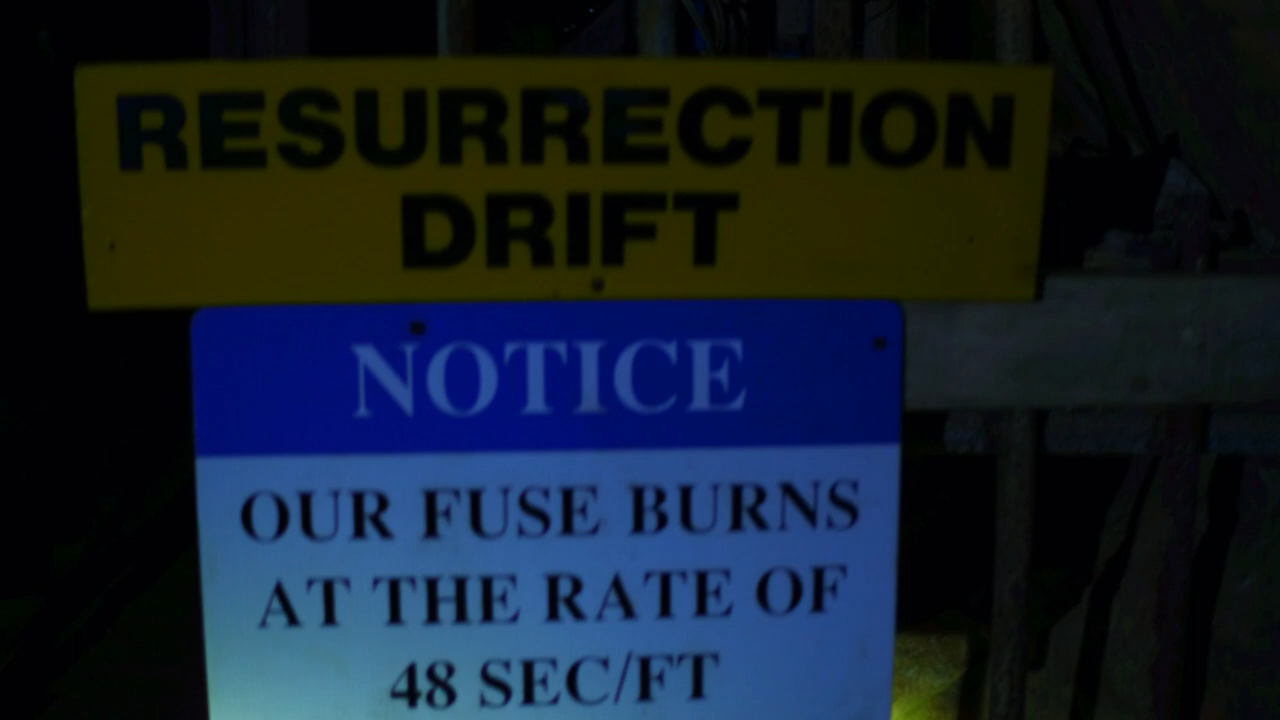 RESURRECTION
DRIFT
NOTICE
OUR FUSE BURNS
AT THE RATE OF
48 SEC/FT